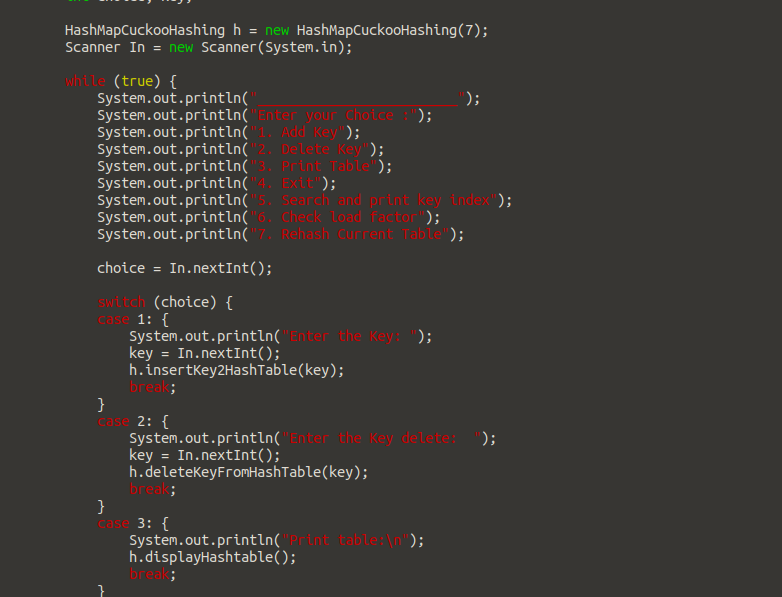 HashMapCuckooHashing h = new HashMapCuckooHashing(7);
Scanner In = new Scanner(System.in);
while (true) {
System.out.println("_________________________");
System.out.println("Enter your Choice :");
System.out.println("1. Add Key");
System.out.println("2. Delete Key");
System.out.println("3. Print Table");
System.out.println("4. Exit");
System.out.println("5. Search and print key index");
System.out.println("6. Check load factor");
System.out.println("7. Rehash Current Table");
choice = In.nextInt();
switch (choice) {
case 1: {
System.out.println("Enter the Key: ");
key = In.nextInt();
h.insertKey2HashTable(key);
break;
}
case 2: {
System.out.println("Enter the Key delete:  ");
key = In.nextInt();
h.deleteKeyFromHashTable(key);
break;
}
case 3: {
System.out.println("Print table:\n");
h.displayHashtable();
break;
}